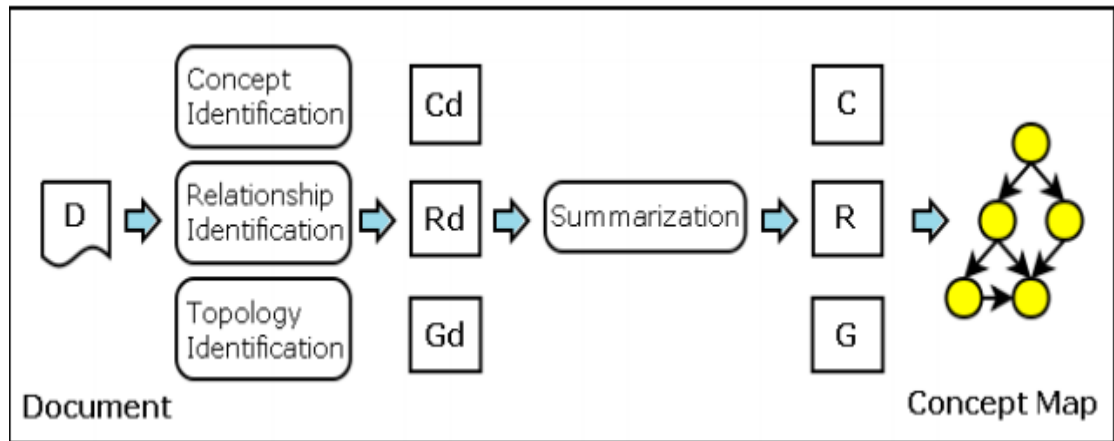 Concept
Identification
Cd
C
D
Relationship
Identification
Rd
Summarization
R
Topology
Identification
Gd
G
Document
Concept Map